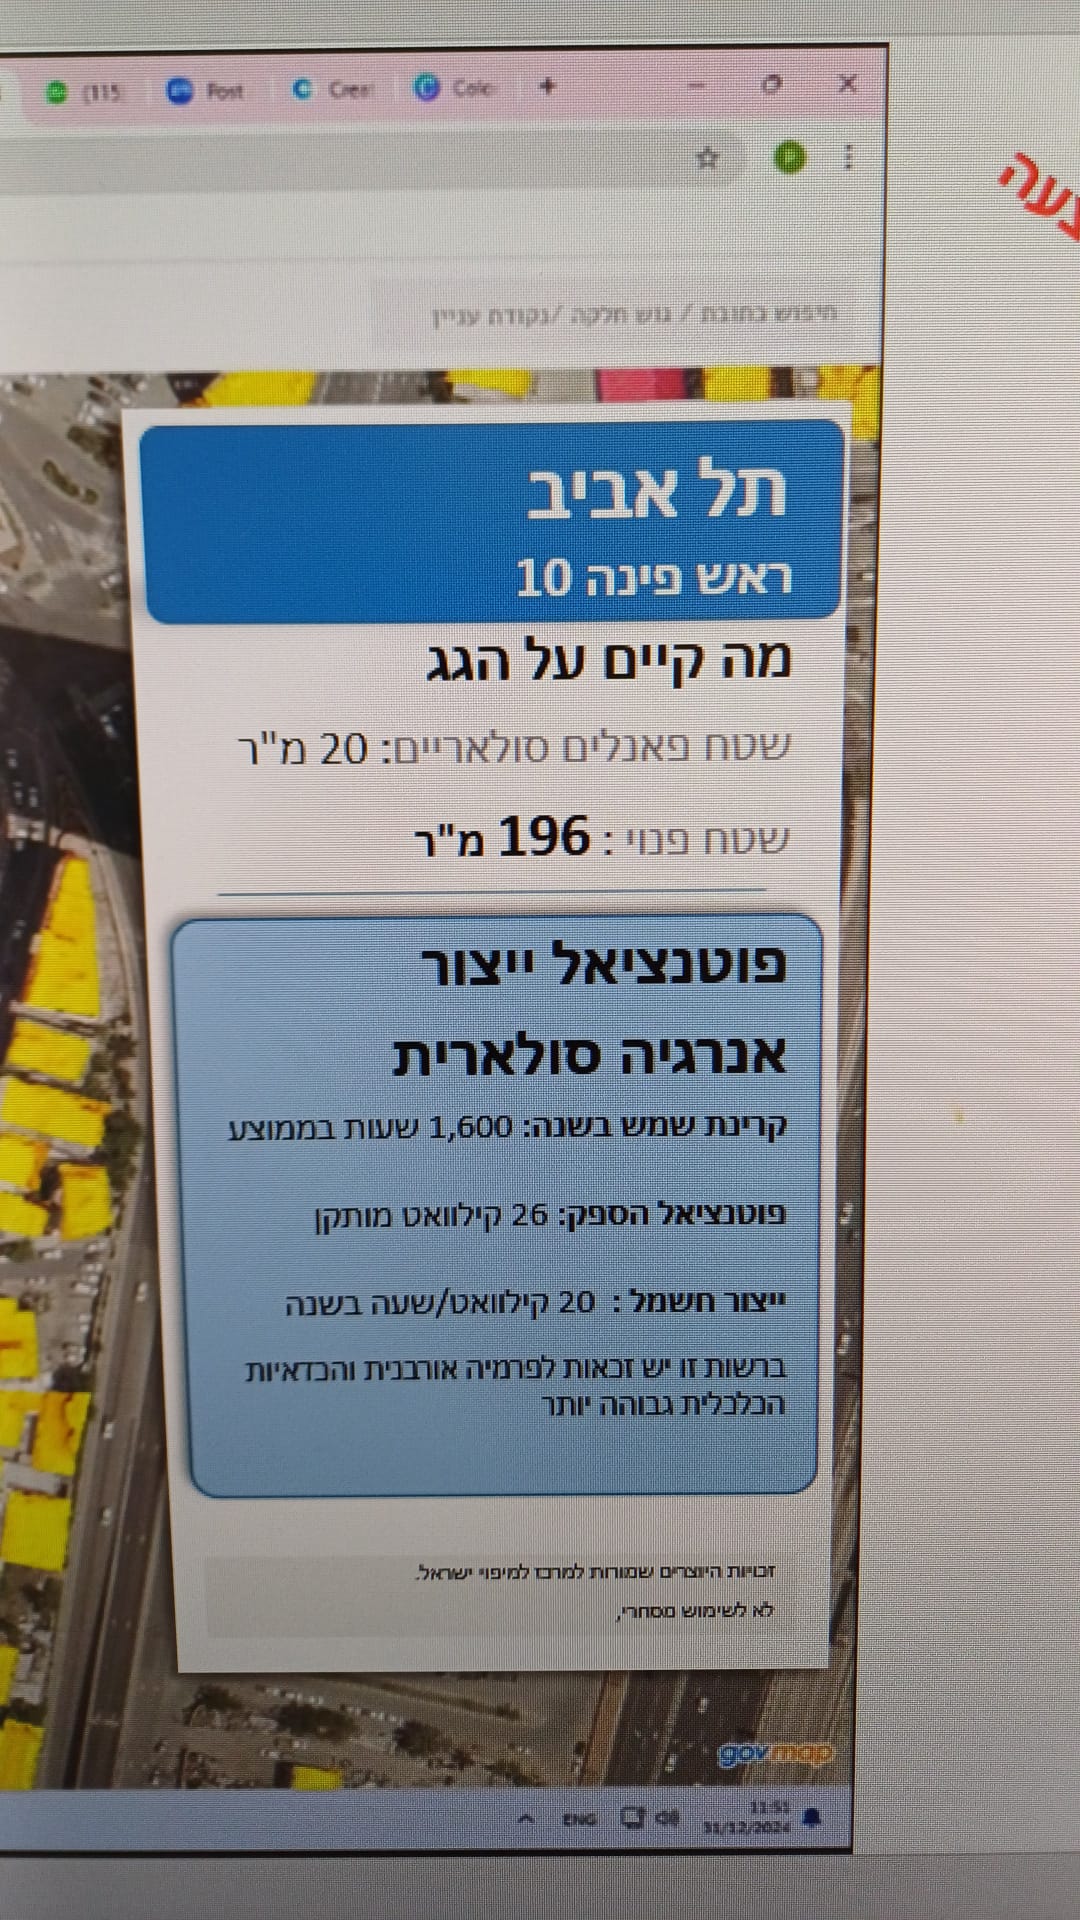 (115
Post
Crea
Colo
חיפוש כתובת / גוש חלקה /נקודת עניין
תל אביב
ראש פינה 10
מה קיים על הגג
שטח פאנלים סולאריים: 20 מ"ר
שטח פנוי : 196 מ"ר
פוטנציאל ייצור
אנרגיה סולארית
קרינת שמש בשנה: 1,600 שעות בממוצע
פוטנציאל הספק: 26 קילוואט מותקן
ייצור חשמל : 20 קילוואט/שעה בשנה
ברשות זו יש זכאות לפרמיה אורבנית והכדאיות
הכלכלית גבוהה יותר
זכויות היוצרים שמורות למרכז למיפוי ישראל.
לא לשימוש מסחרי,
govmap
ENG
11:51
31/12/2024